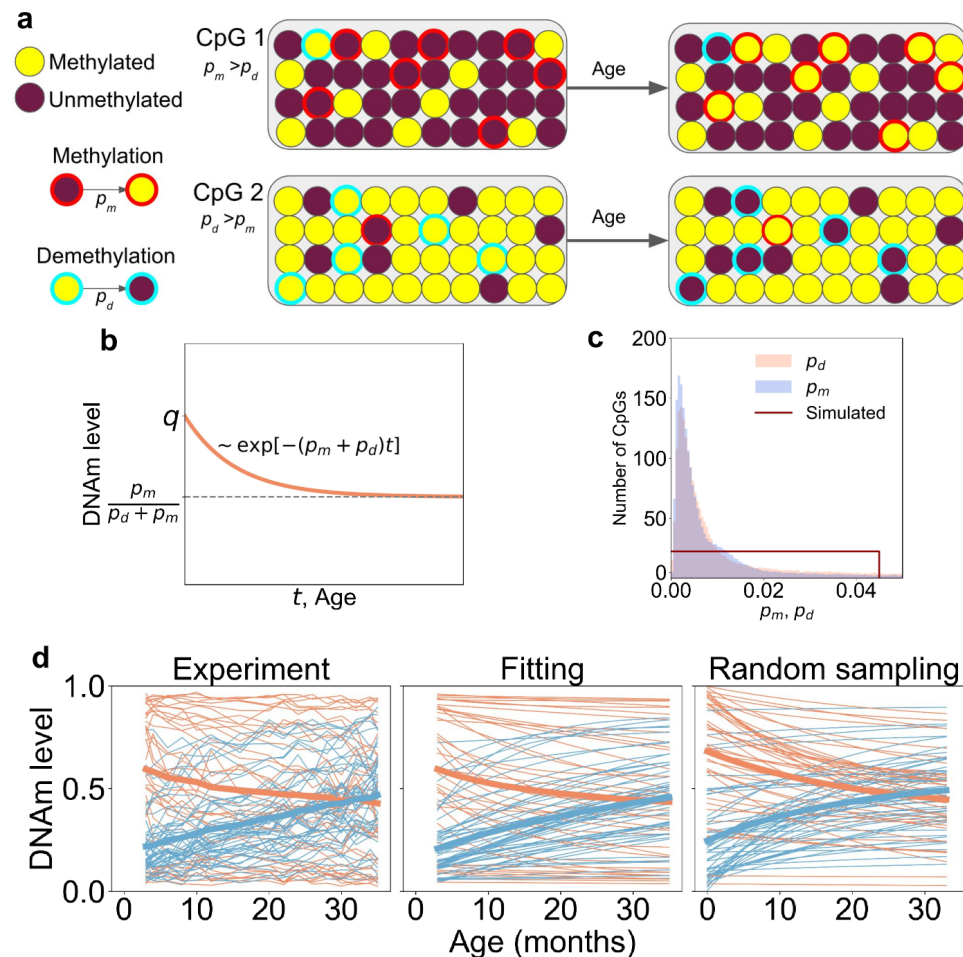 a
Methylated
Unmethylated
Methylation
p_m
Demethylation
p_d
CpG 1
p_m > p_d
Age
CpG 2
p_d > p_m
Age
b
DNAm level
q
p_m
p_d + p_m
~ exp[-(p_m + p_d)t]
t, Age
c
Number of CpGs
200
150
100
50
0
p_d
p_m
Simulated
0.00 0.02 0.04
p_m, p_d
d
Experiment Fitting Random sampling
DNAm level
1.0
0.5
0.0
0 10 20 30 0 10 20 30 0 10 20 30
Age (months)